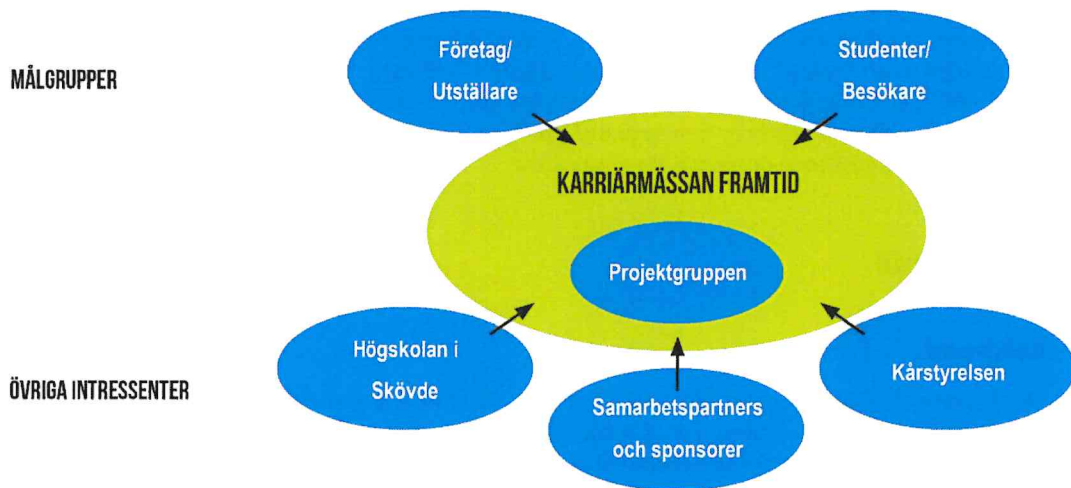 MÅLGRUPPER
Företag/
Utställare
Studenter/
Besökare
KARRIÄRMÄSSAN FRAMTID
Projektgruppen
ÖVRIGA INTRESSENTER
Högskolan i
Skövde
Samarbetspartners
och sponsorer
Kårstyrelsen